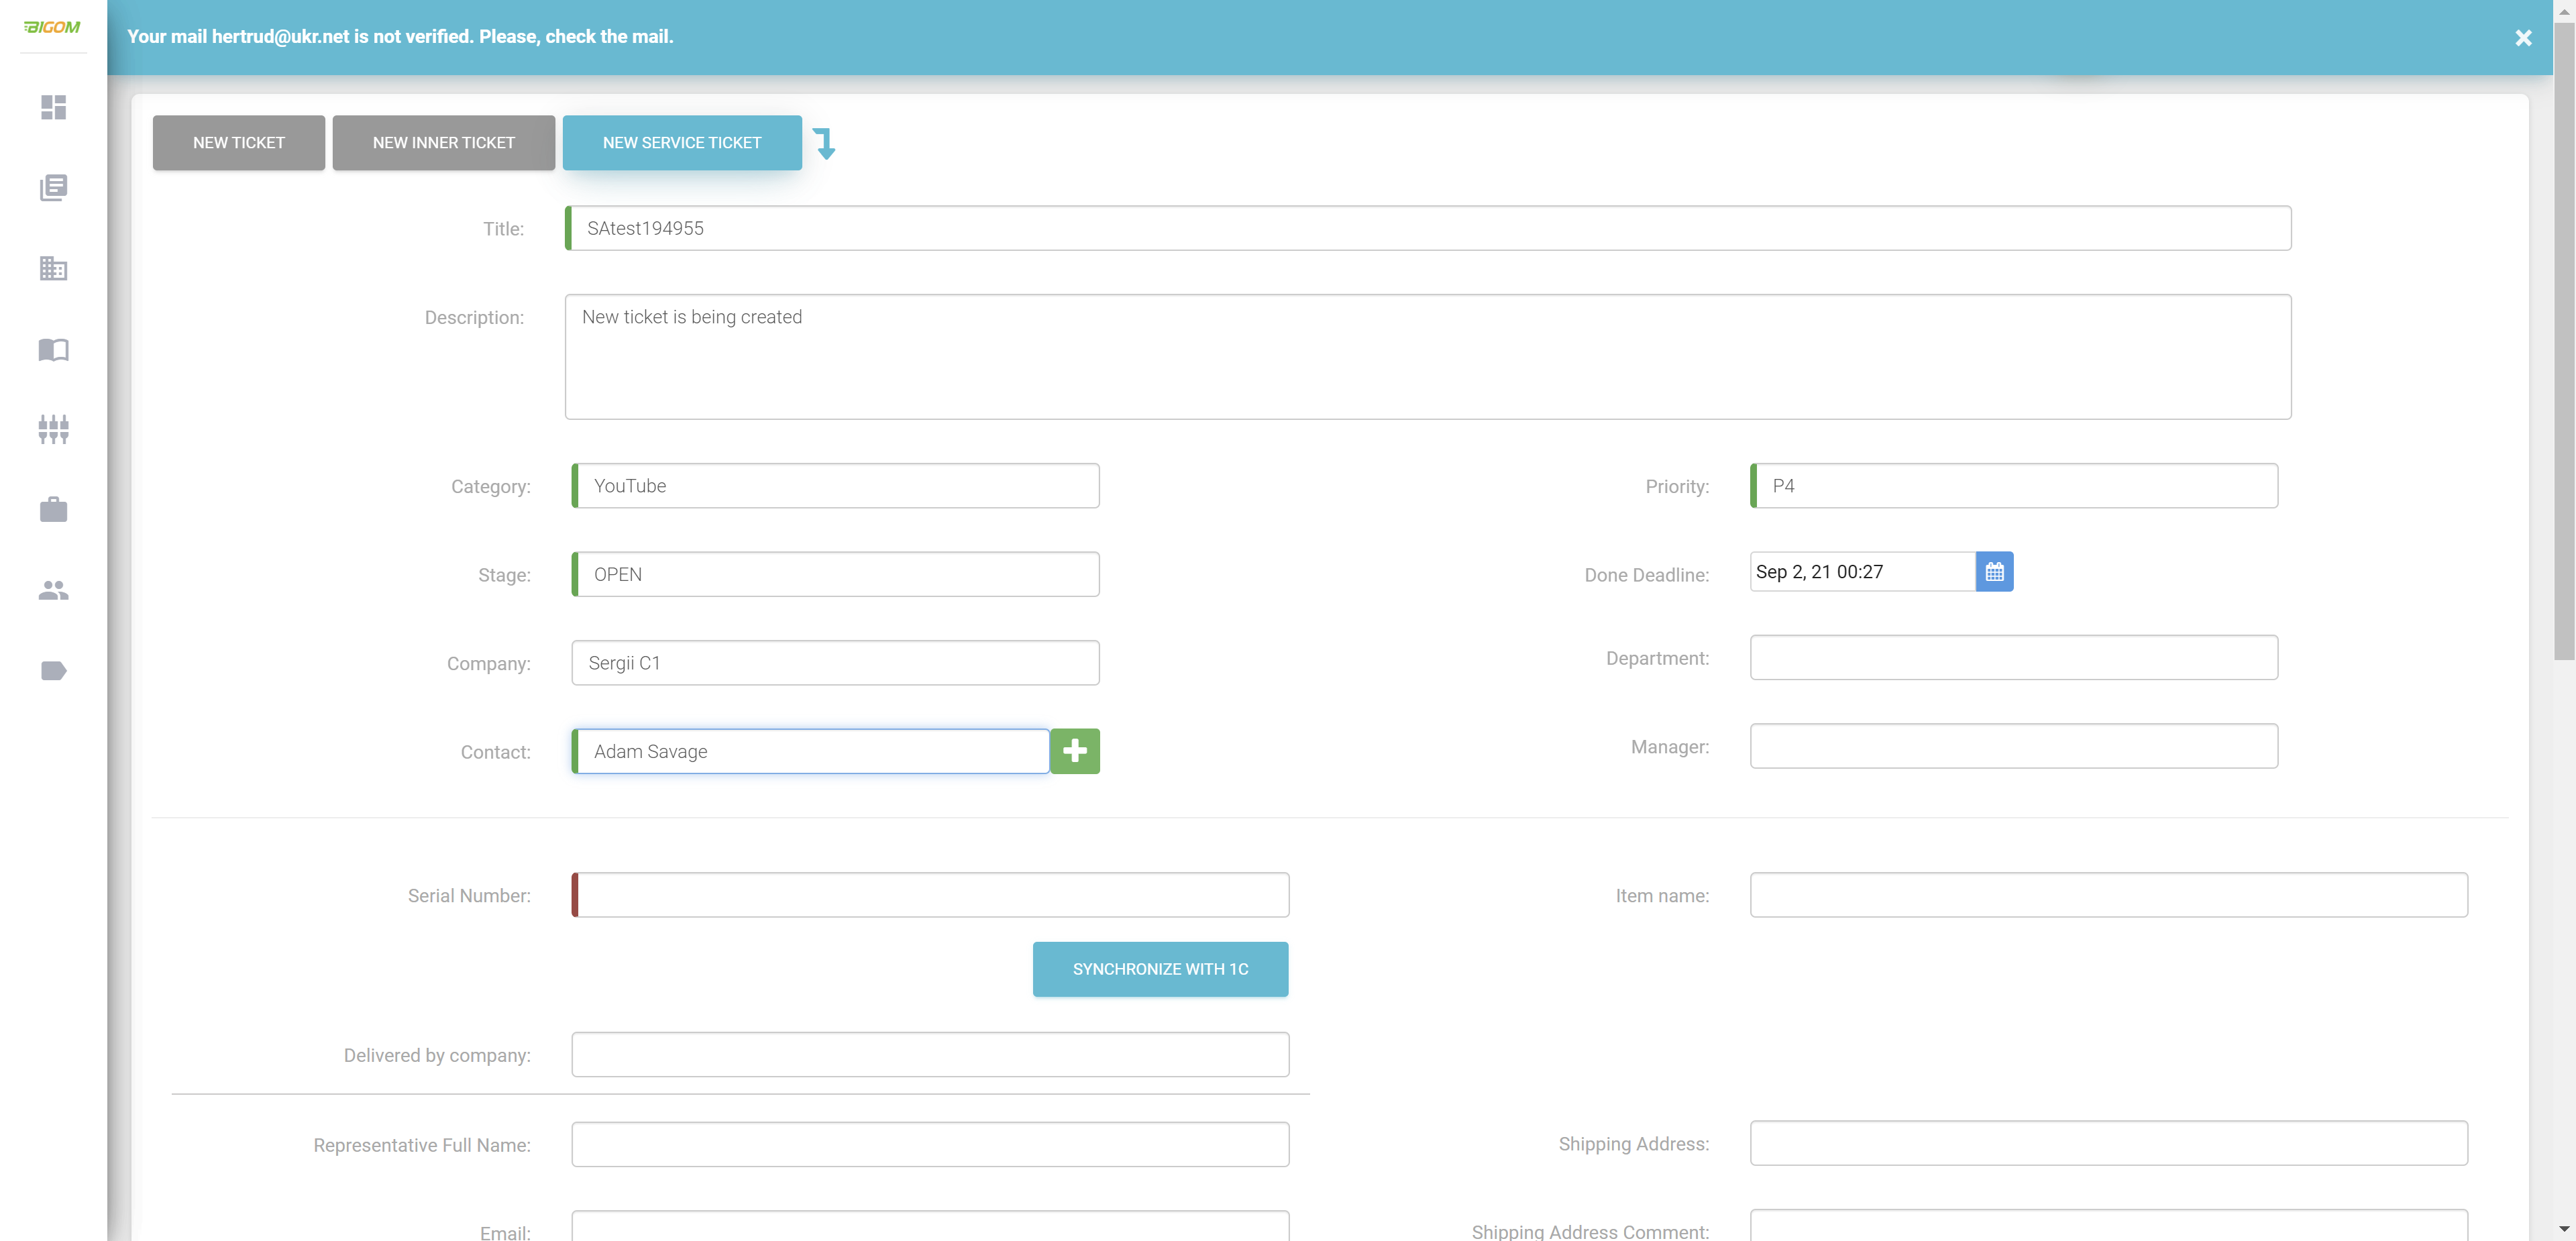 BIGOM
Your mail hertrud@ukr.net is not verified. Please, check the mail.
NEW TICKET
NEW INNER TICKET
NEW SERVICE TICKET
Title: SAtest194955
Description: New ticket is being created
Category: YouTube
Priority: P4
Stage: OPEN
Done Deadline: Sep 2, 21 00:27
Company: Sergii C1
Department:
Contact: Adam Savage
Manager:
Serial Number:
Item name:
SYNCHRONIZE WITH 1C
Delivered by company:
Representative Full Name:
Shipping Address:
Email:
Shipping Address Comment: